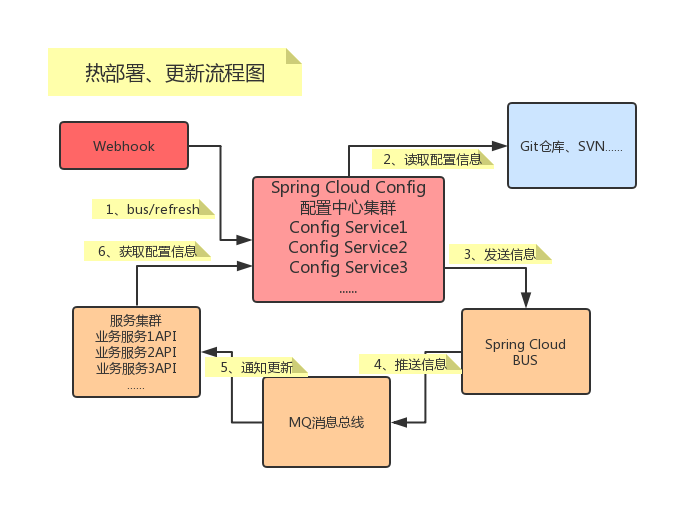 热部署、更新流程图
Webhook
Git仓库、SVN......
2、读取配置信息
Spring Cloud Config
配置中心集群
Config Service1
Config Service2
Config Service3
......
1、bus/refresh
6、获取配置信息
3、发送信息
服务集群
业务服务1API
业务服务2API
业务服务3API
......
Spring Cloud
BUS
5、通知更新
4、推送信息
MQ消息总线